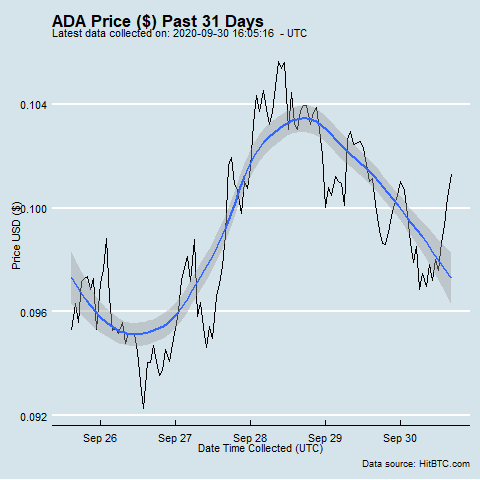 ADA Price ($) Past 31 Days
Latest data collected on: 2020-09-30 16:05:16 - UTC
Price USD ($)
0.104
0.100
0.096
0.092
Sep 26 Sep 27 Sep 28 Sep 29 Sep 30
Date Time Collected (UTC)
Data source: HitBTC.com